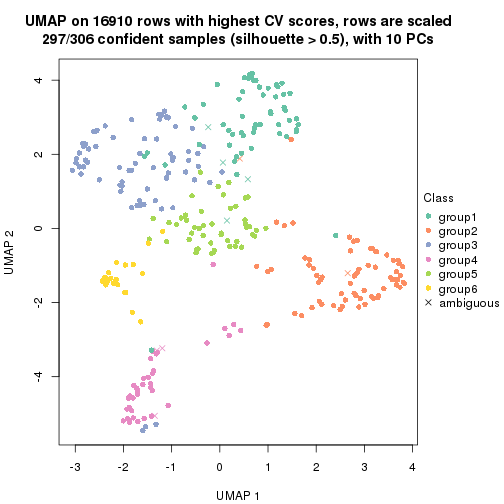 UMAP on 16910 rows with highest CV scores, rows are scaled
297/306 confident samples (silhouette > 0.5), with 10 PCs
UMAP 2
4
2
0
-2
-4
-3 -2 -1 0 1 2 3 4
UMAP 1
Class
group1
group2
group3
group4
group5
group6
ambiguous